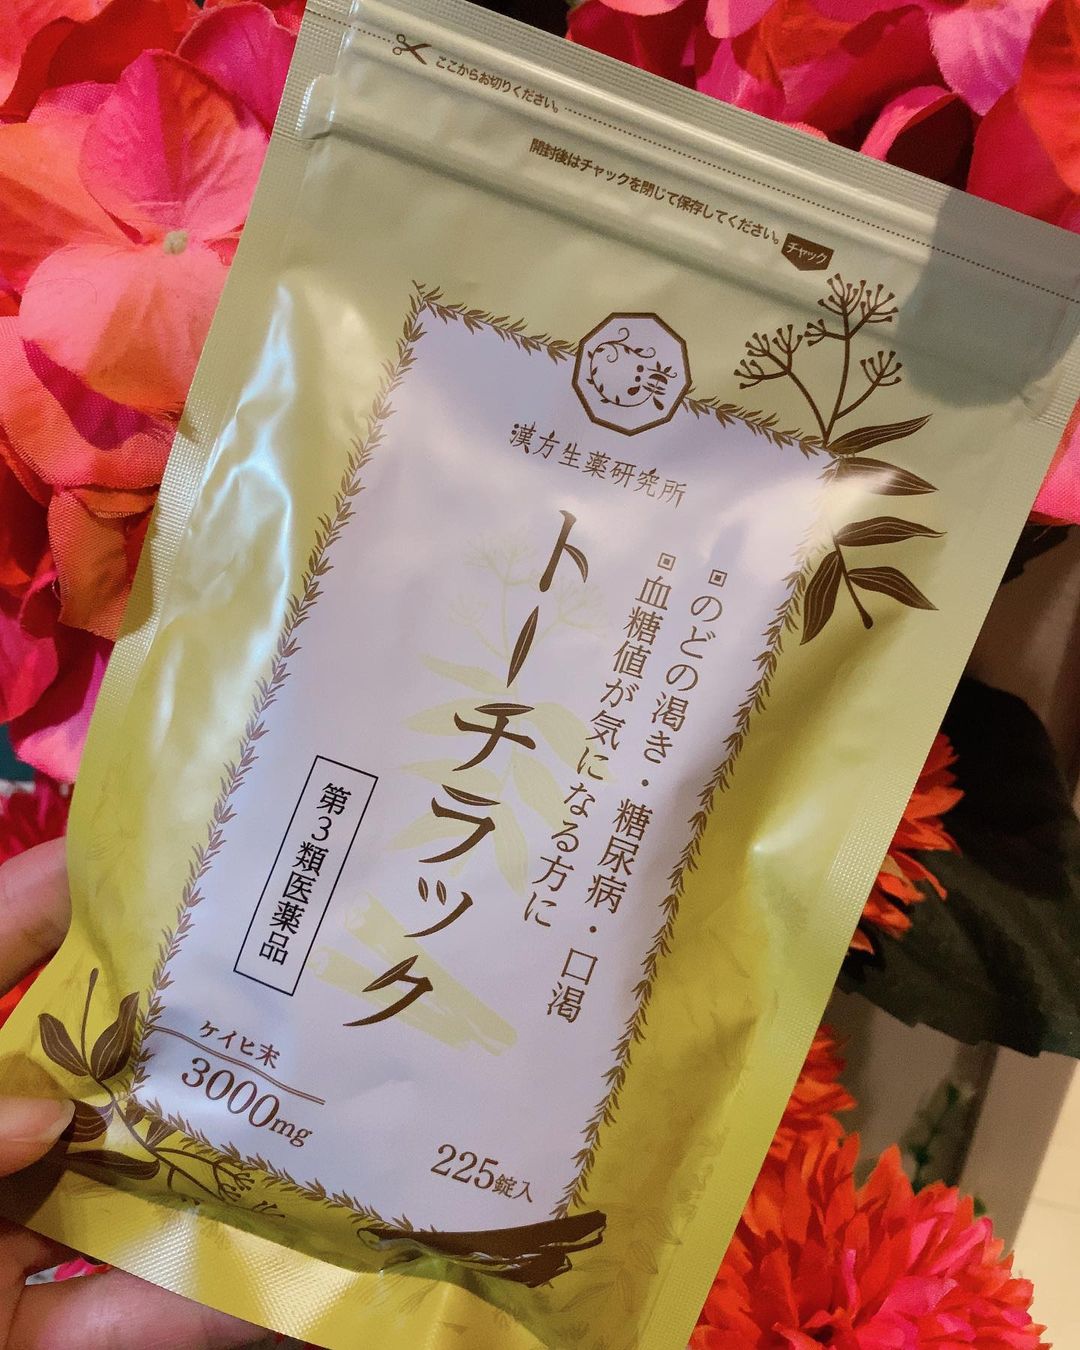 ここからお切りください。
開封後はチャックを閉じて保存してください。
チャック
漢
漢方生薬研究所
のどの渇き・糖尿病・口渇
血糖値が気になる方に
トーチラック
第3類医薬品
ケイヒ末
3000mg
225錠入